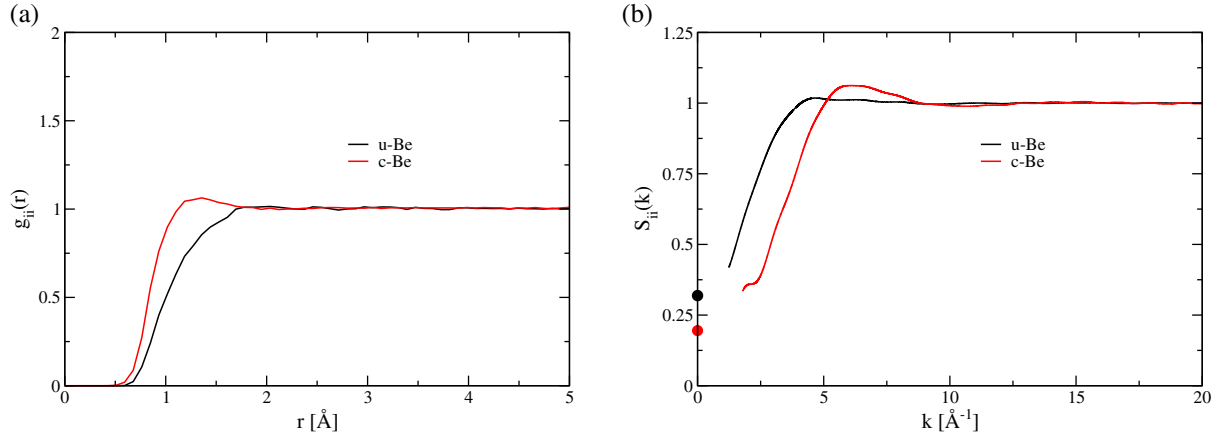 (a)
2
1.5
1
0.5
0
g_ii(r)
u-Be
c-Be
0 1 2 3 4 5
r [Å]
(b)
1.25
1
0.75
0.5
0.25
0
S_ii(k)
u-Be
c-Be
0 5 10 15 20
k [Å⁻¹]